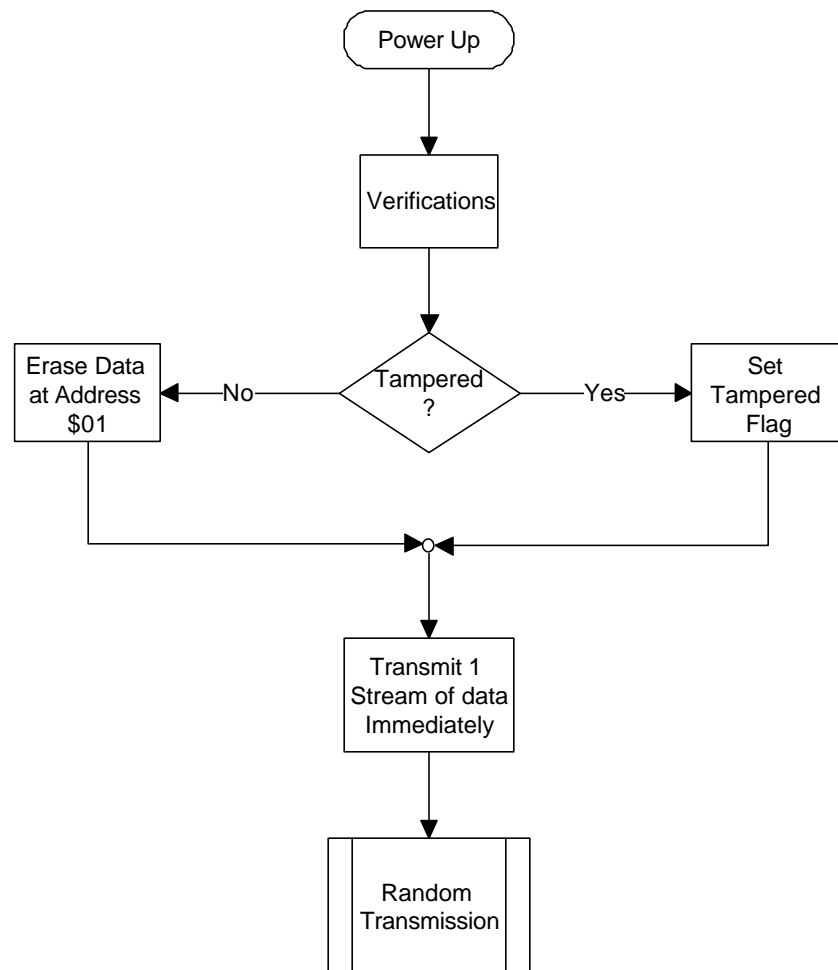 Power Up
Verifications
Tampered
?
No
Yes
Erase Data
at Address
$01
Set
Tampered
Flag
Transmit 1
Stream of data
Immediately
Random
Transmission